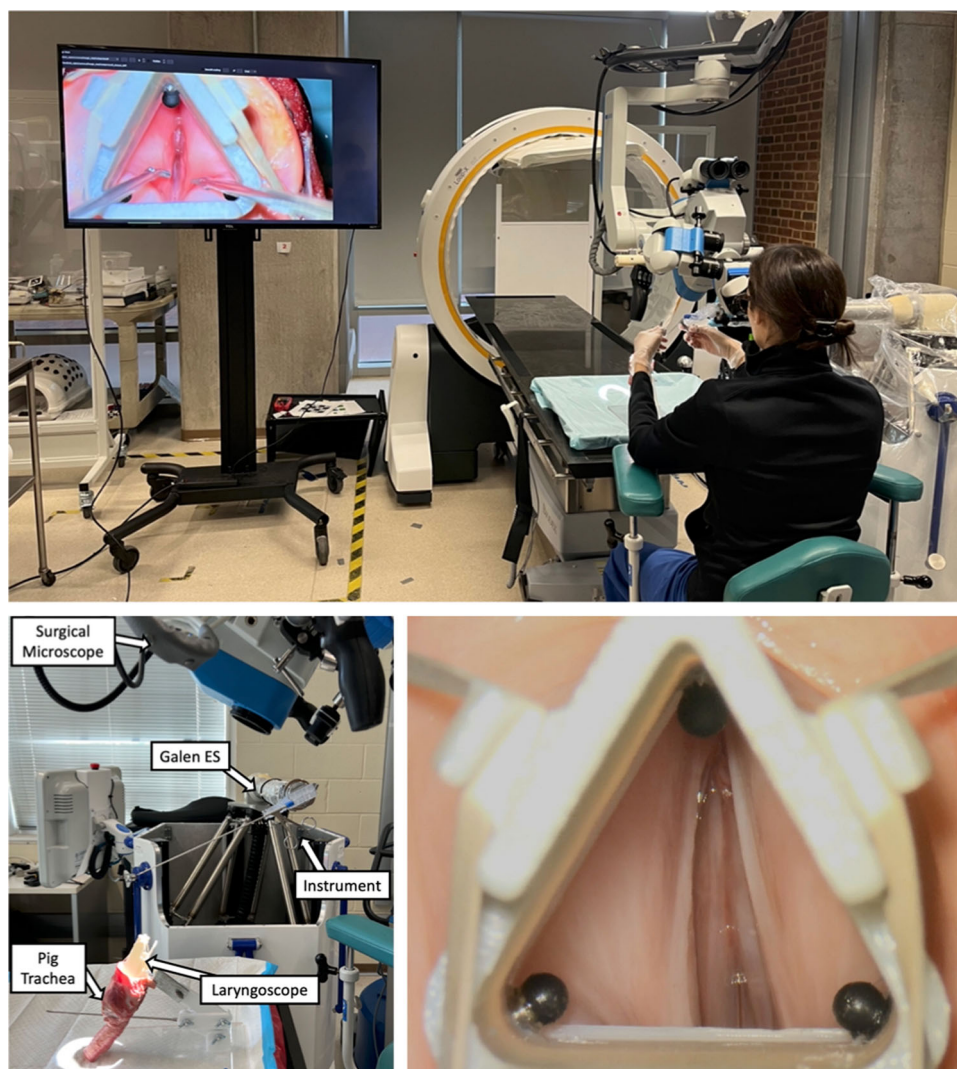 Surgical
Microscope
Galen ES
Instrument
Pig
Trachea
Laryngoscope